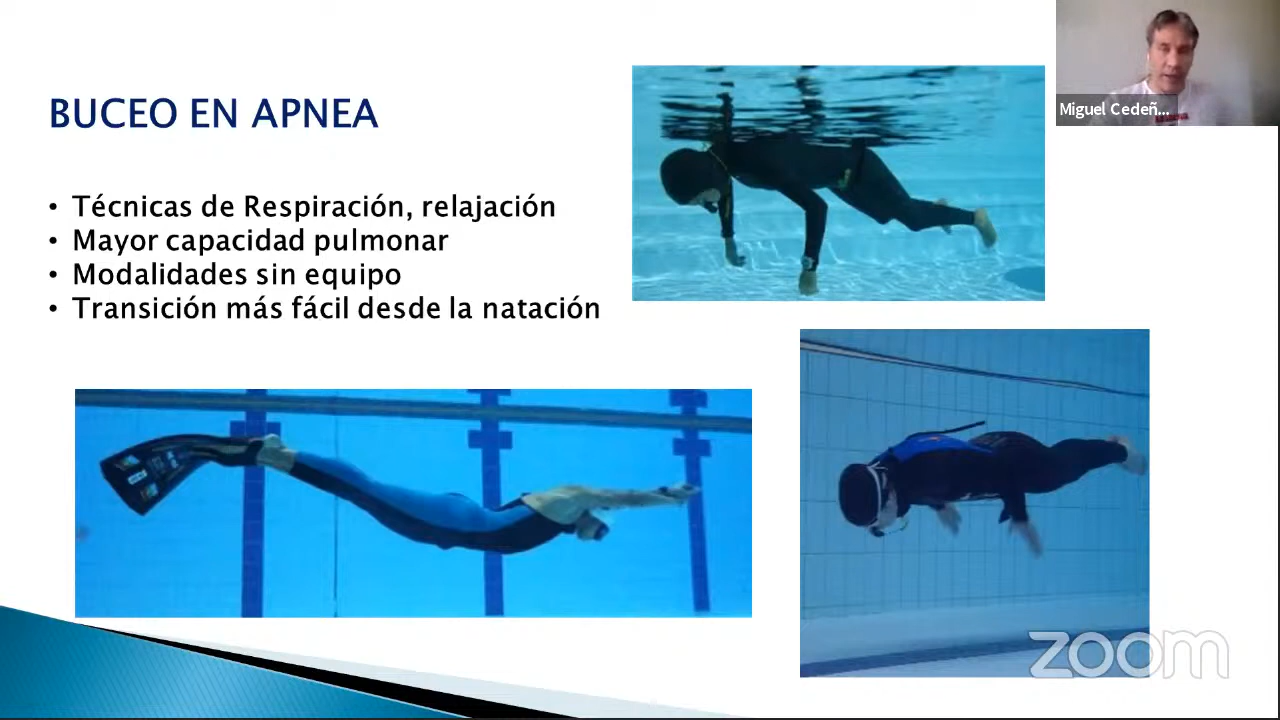 BUCEO EN APNEA
Miguel Cedeñ...
• Técnicas de Respiración, relajación
• Mayor capacidad pulmonar
• Modalidades sin equipo
• Transición más fácil desde la natación
zoom